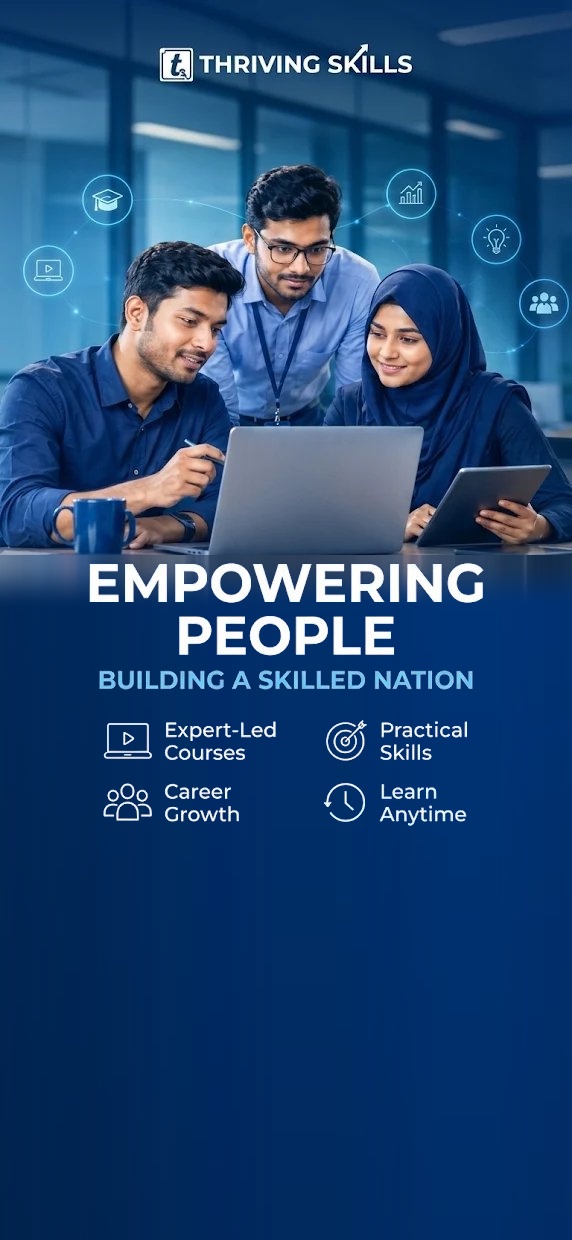 t
THRIVING SKILLS
EMPOWERING
PEOPLE
BUILDING A SKILLED NATION
Expert-Led
Courses
Practical
Skills
Career
Growth
Learn
Anytime